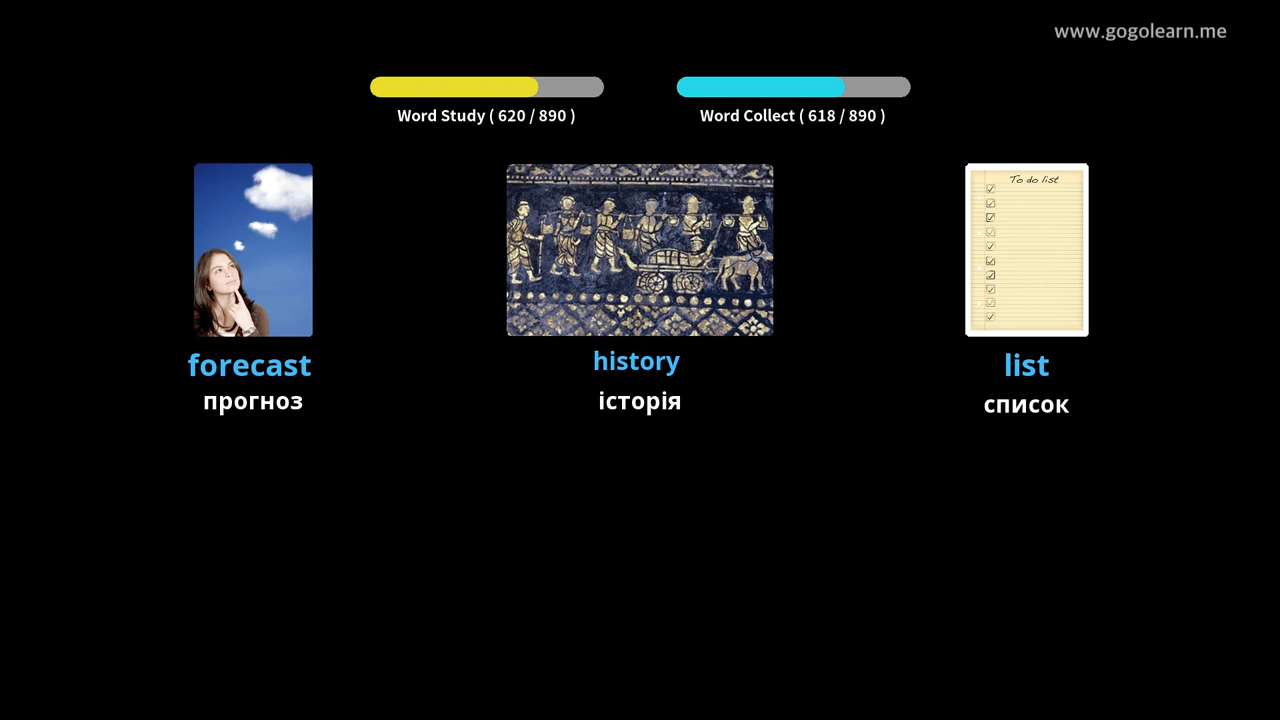 www.gogolearn.me
Word Study ( 620 / 890 )
Word Collect ( 618 / 890 )
To do list
forecast
прогноз
history
історія
list
список